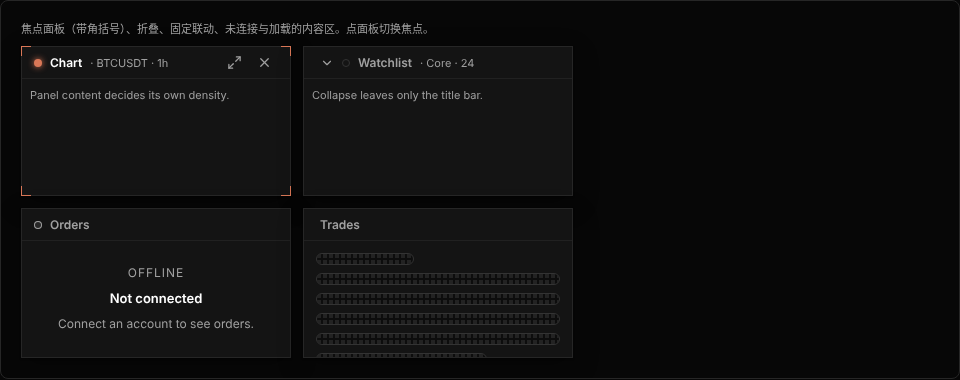 焦点面板（带角括号）、折叠、固定联动、未连接与加载的内容区。点面板切换焦点。
Chart · BTCUSDT · 1h
Panel content decides its own density.
Watchlist · Core · 24
Collapse leaves only the title bar.
Orders
OFFLINE
Not connected
Connect an account to see orders.
Trades